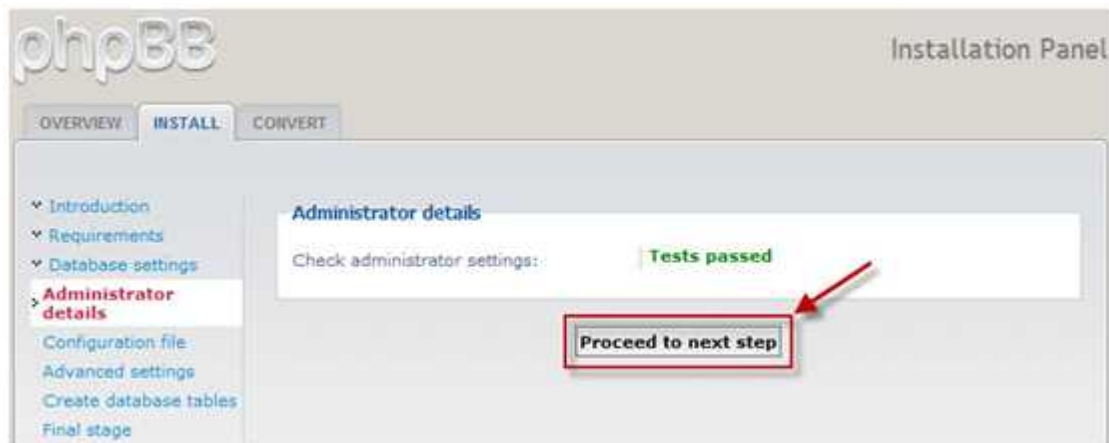 phpBB
Installation Panel
OVERVIEW INSTALL CONVERT
Introduction
Requirements
Database settings
Administrator
details
Configuration file
Advanced settings
Create database tables
Final stage
Administrator details
Check administrator settings: Tests passed
Proceed to next step